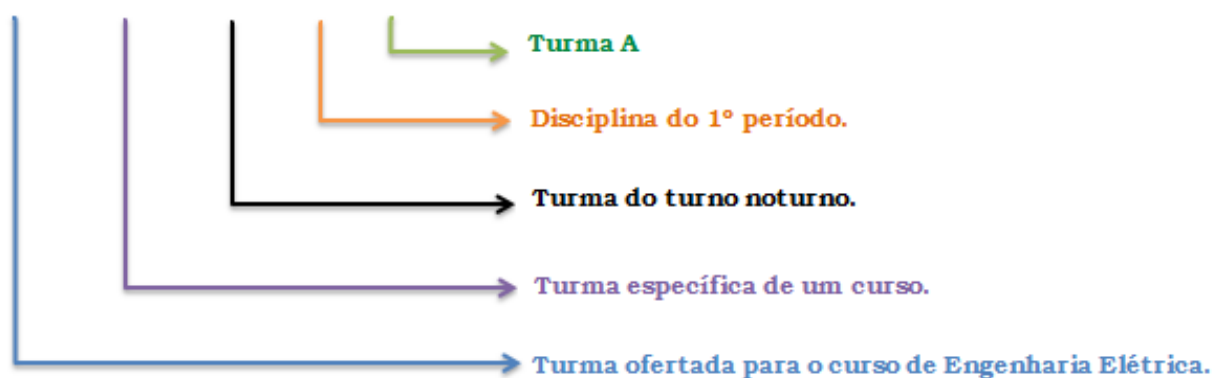 Turma A
Disciplina do 1º período.
Turma do turno noturno.
Turma específica de um curso.
Turma ofertada para o curso de Engenharia Elétrica.